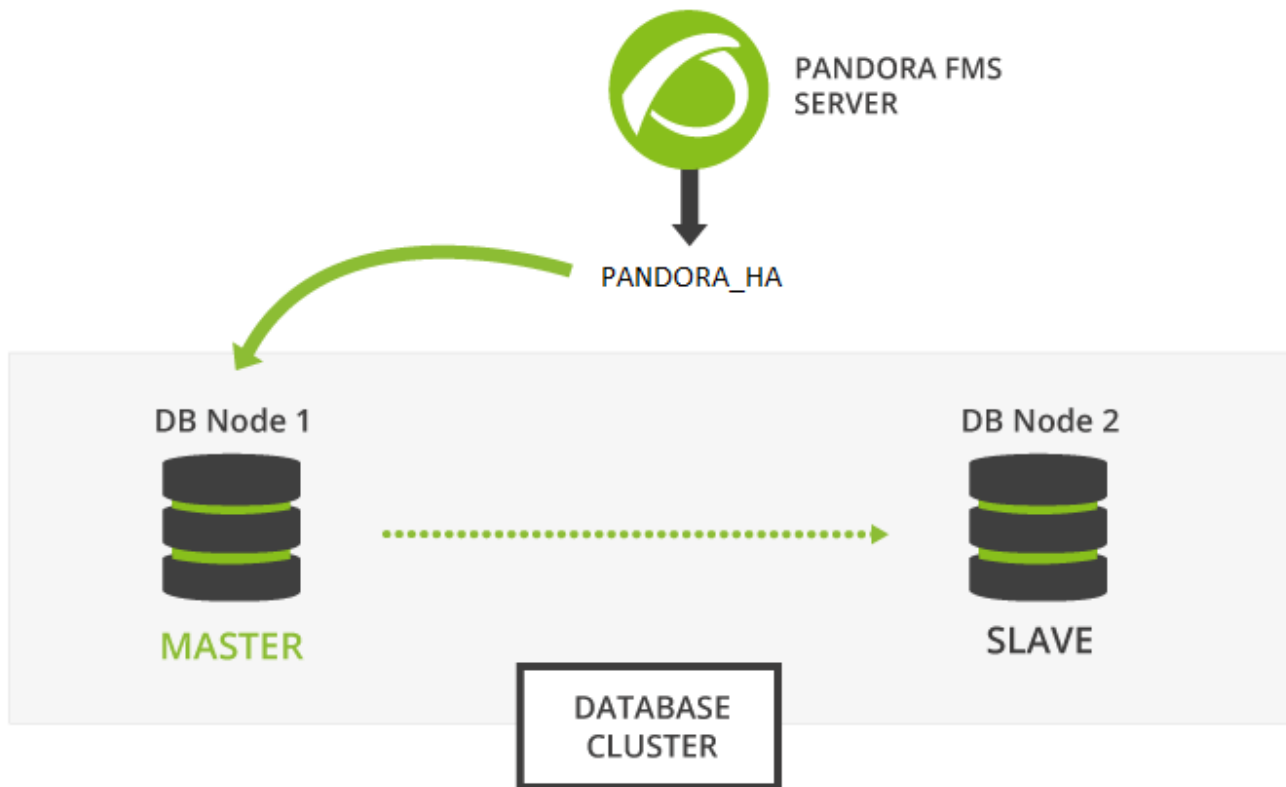 PANDORA FMS
SERVER
PANDORA_HA
DB Node 1
DB Node 2
MASTER
SLAVE
DATABASE
CLUSTER